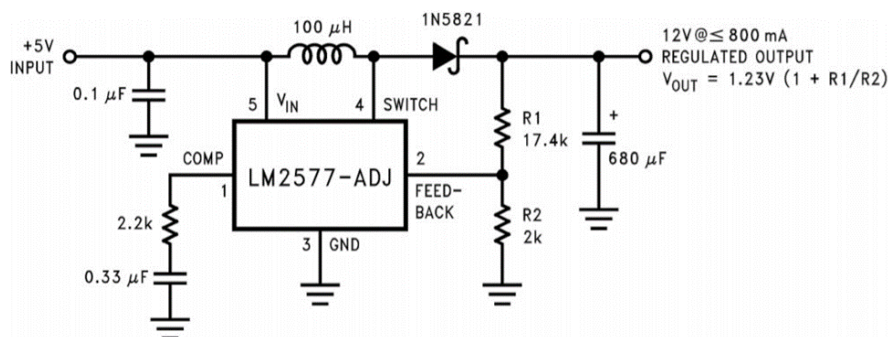 100 µH
1N5821
+5V
INPUT
12V@≤ 800 mA
REGULATED OUTPUT
V_OUT = 1.23V (1 + R1/R2)
0.1 µF
5
V_IN
4
SWITCH
R1
17.4k
+
680 µF
COMP
1
LM2577-ADJ
2
FEED-
BACK
2.2k
R2
2k
3
GND
0.33 µF